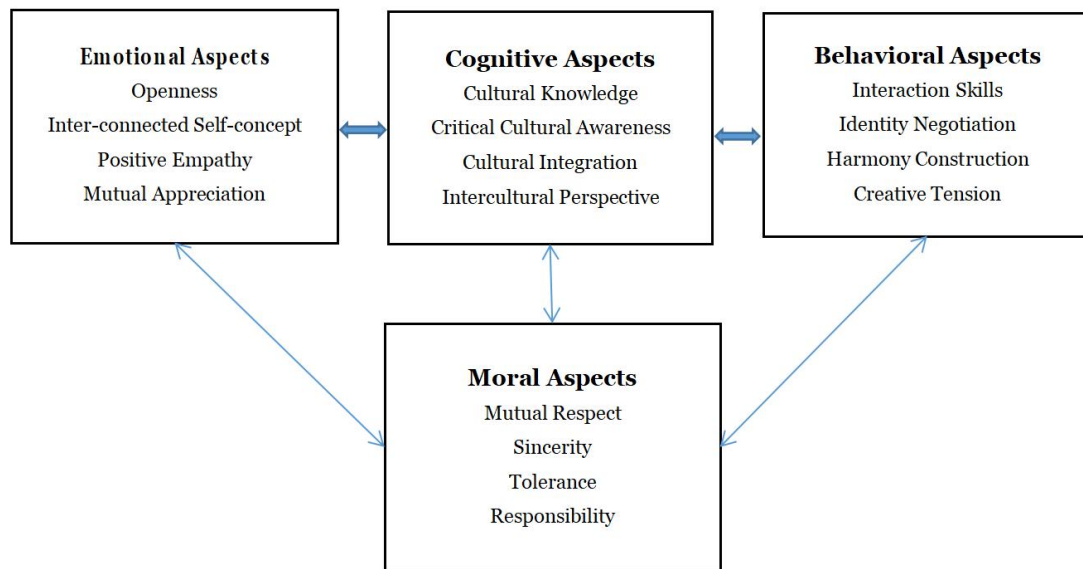 Emotional Aspects
Openness
Inter-connected Self-concept
Positive Empathy
Mutual Appreciation
Cognitive Aspects
Cultural Knowledge
Critical Cultural Awareness
Cultural Integration
Intercultural Perspective
Behavioral Aspects
Interaction Skills
Identity Negotiation
Harmony Construction
Creative Tension
Moral Aspects
Mutual Respect
Sincerity
Tolerance
Responsibility